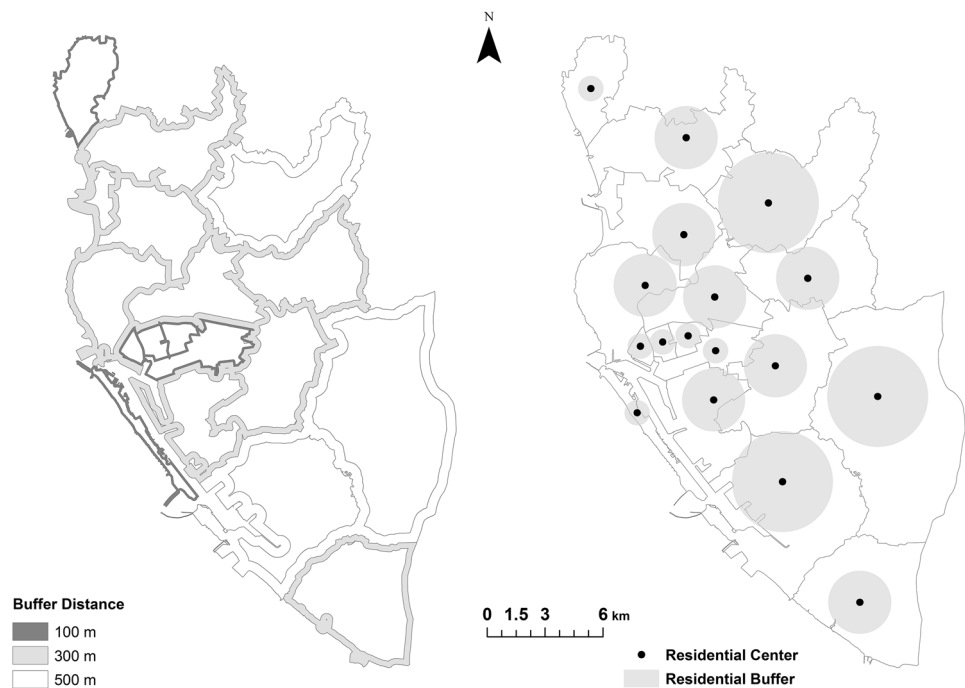 N
Buffer Distance
100 m
300 m
500 m
0 1.5 3 6 km
Residential Center
Residential Buffer